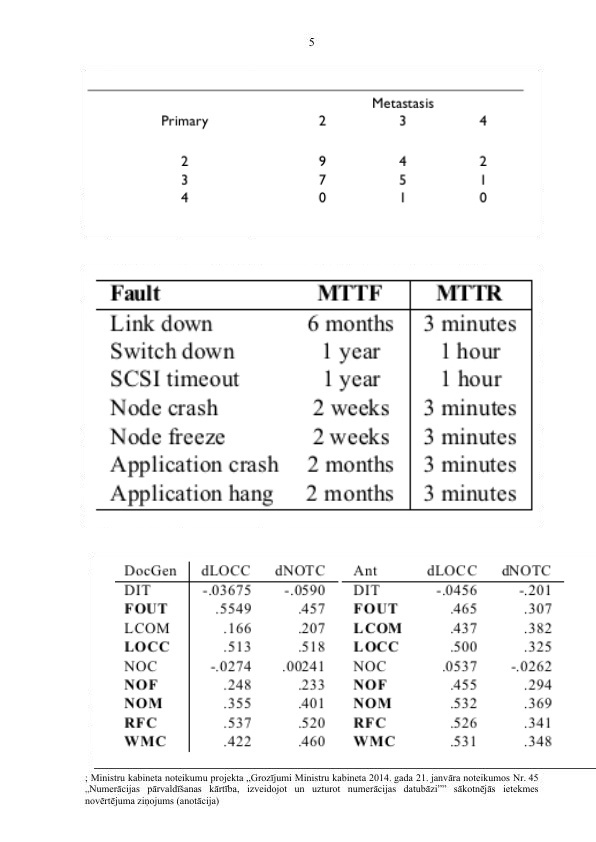 5
Metastasis
Primary 2 3 4
2 9 4 2
3 7 5 1
4 0 1 0
Fault MTTF MTTR
Link down 6 months 3 minutes
Switch down 1 year 1 hour
SCSI timeout 1 year 1 hour
Node crash 2 weeks 3 minutes
Node freeze 2 weeks 3 minutes
Application crash 2 months 3 minutes
Application hang 2 months 3 minutes
DocGen dLOCC dNOTC Ant dLOCC dNOTC
DIT -.03675 -.0590 DIT -.0456 -.201
FOUT .5549 .457 FOUT .465 .307
LCOM .166 .207 LCOM .437 .382
LOCC .513 .518 LOCC .500 .325
NOC -.0274 .00241 NOC .0537 -.0262
NOF .248 .233 NOF .455 .294
NOM .355 .401 NOM .532 .369
RFC .537 .520 RFC .526 .341
WMC .422 .460 WMC .531 .348
; Ministru kabineta noteikumu projekta „Grozījumi Ministru kabineta 2014. gada 21. janvāra noteikumos Nr. 45
„Numerācijas pārvaldīšanas kārtība, izveidojot un uzturot numerācijas datubāzi”” sākotnējās ietekmes
novērtējuma ziņojums (anotācija)